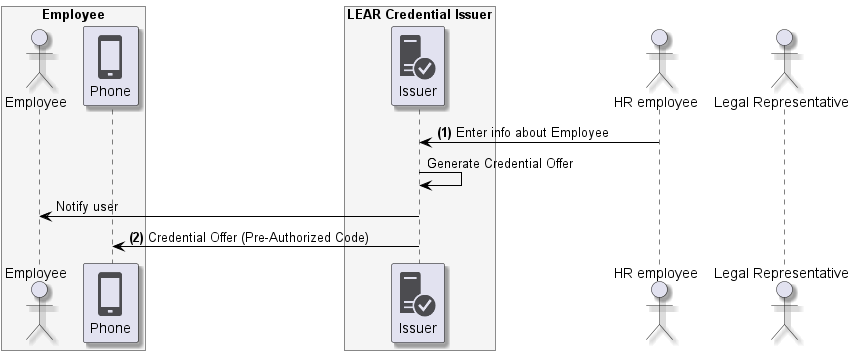 Employee
LEAR Credential Issuer
Employee
Phone
Issuer
HR employee
Legal Representative
(1) Enter info about Employee
Generate Credential Offer
Notify user
(2) Credential Offer (Pre-Authorized Code)
Employee
Phone
Issuer
HR employee
Legal Representative